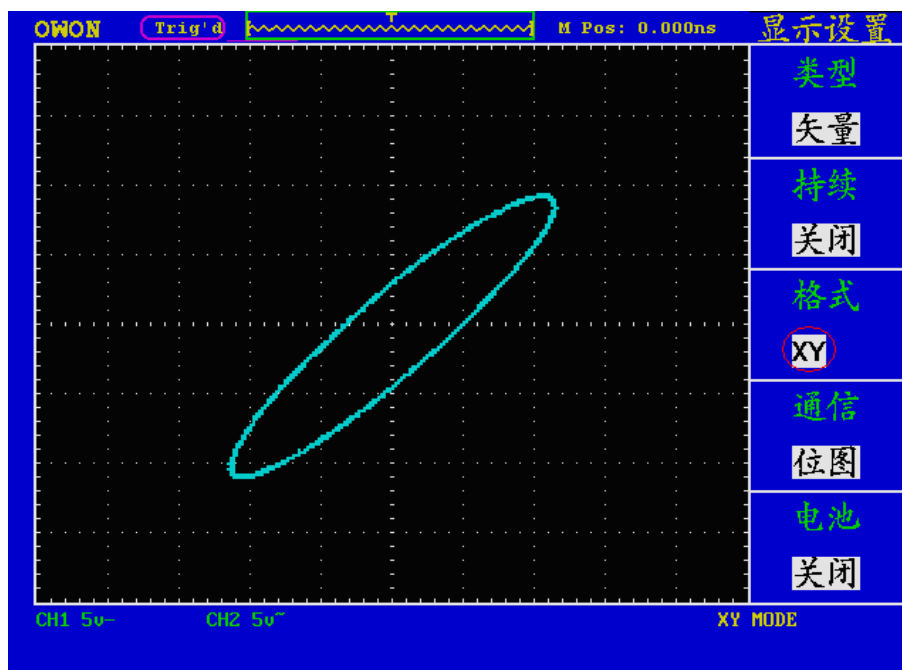 OWON Trig'd M Pos: 0.000ns 显示设置
T
类型
矢量
持续
关闭
格式
XY
通信
位图
电池
关闭
CH1 5v- CH2 5v~ XY MODE